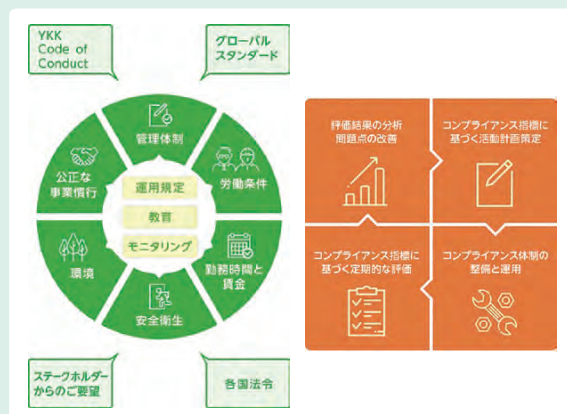 YKK
Code of
Conduct
グローバル
スタンダード
管理体制
公正な
事業慣行
労働条件
運用規定
教育
モニタリング
環境
勤務時間と
賃金
安全衛生
ステークホルダー
からのご要望
各国法令
評価結果の分析
問題点の改善
コンプライアンス指標に
基づく活動計画策定
コンプライアンス指標に
基づく定期的な評価
コンプライアンス体制の
整備と運用